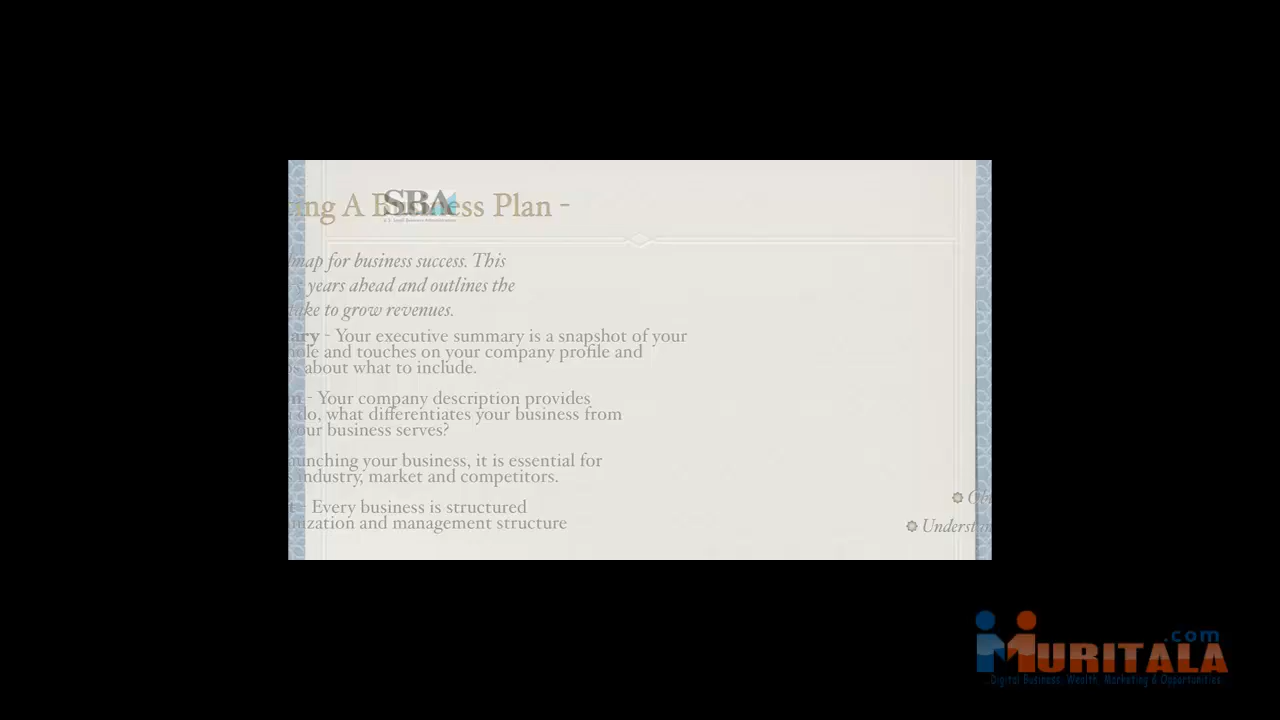 ing A Business Plan -
SBA
map for business success. This
years ahead and outlines the
take to grow revenues.
ary - Your executive summary is a snapshot of your
ole and touches on your company profile and
about what to include.
n - Your company description provides
do, what differentiates your business from
your business serves?
unching your business, it is essential for
industry, market and competitors.
- Every business is structured
ization and management structure
Ob
Understan
MURITALA
.com
Digital Business, Wealth, Marketing & Opportunities